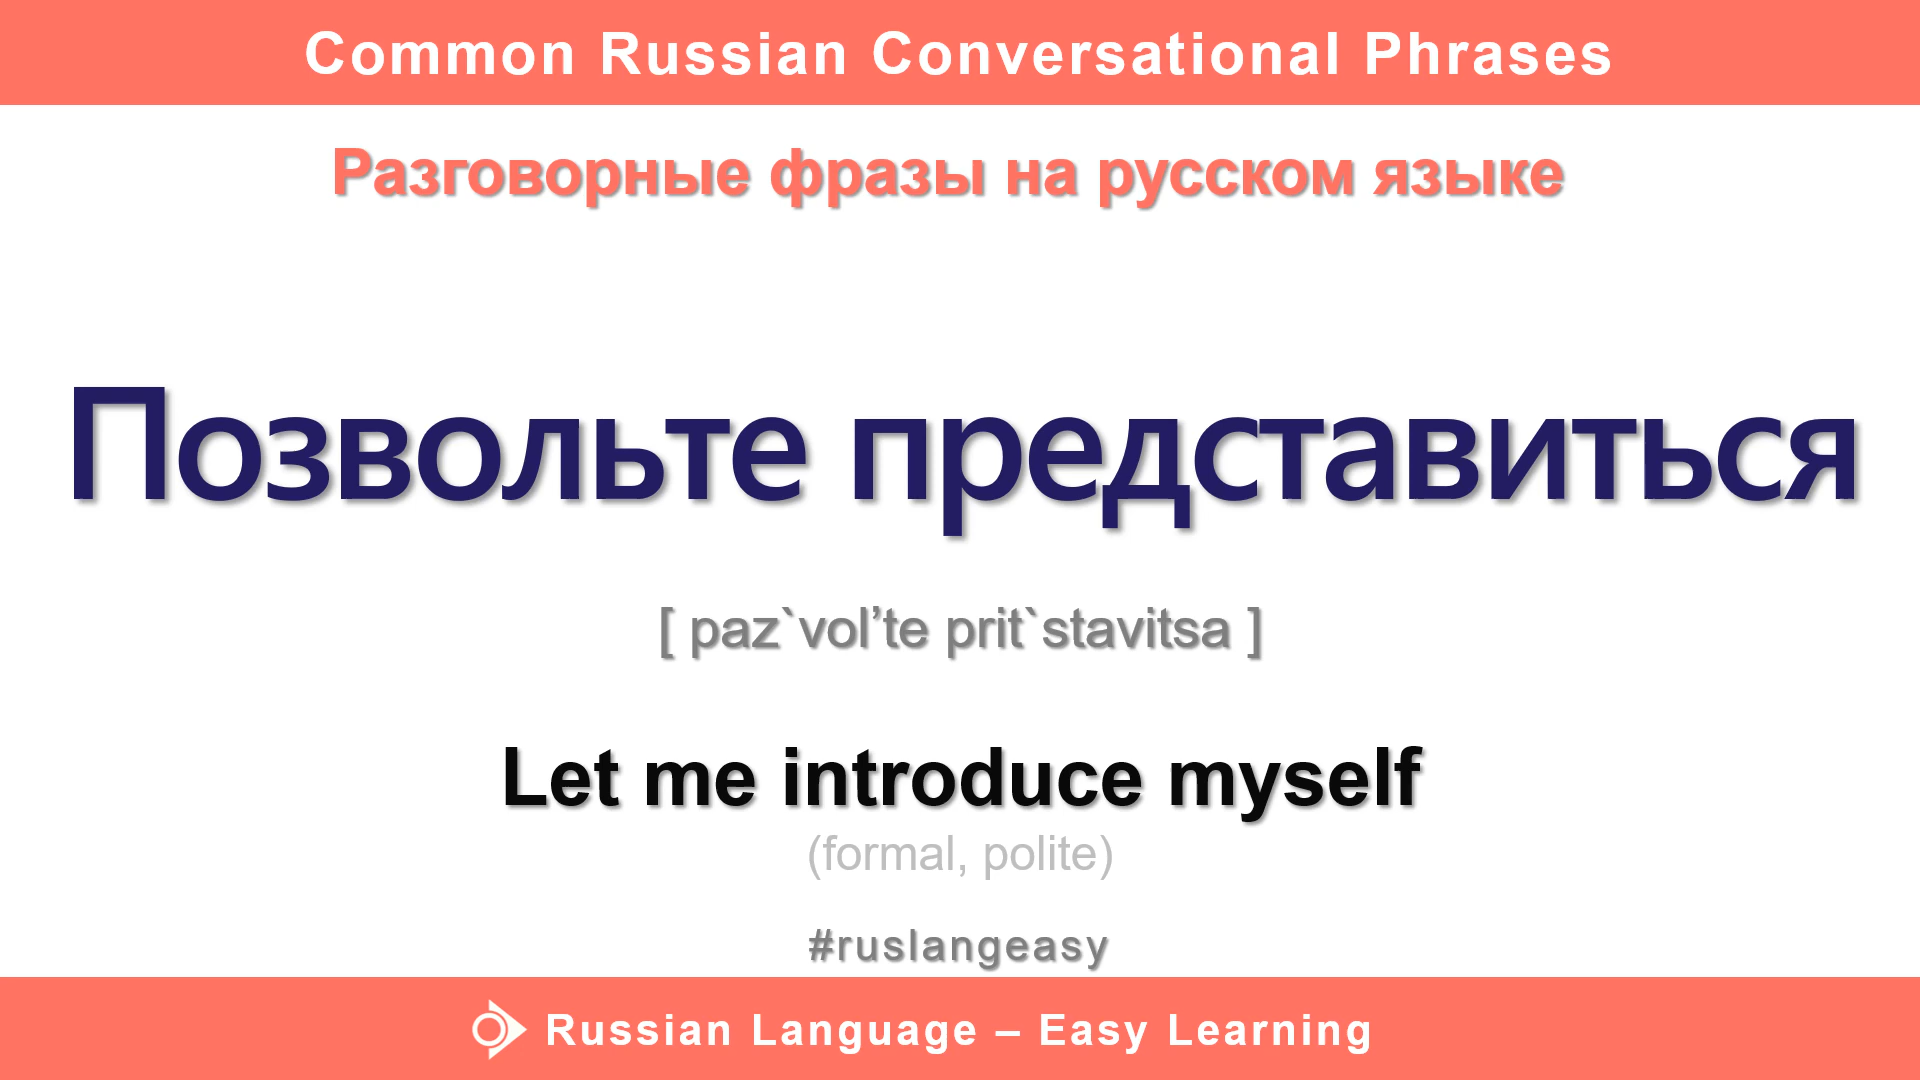 Common Russian Conversational Phrases
Разговорные фразы на русском языке
Позвольте представиться
[ paz`vol’te prit`stavitsa ]
Let me introduce myself
(formal, polite)
#ruslangeasy
Russian Language – Easy Learning